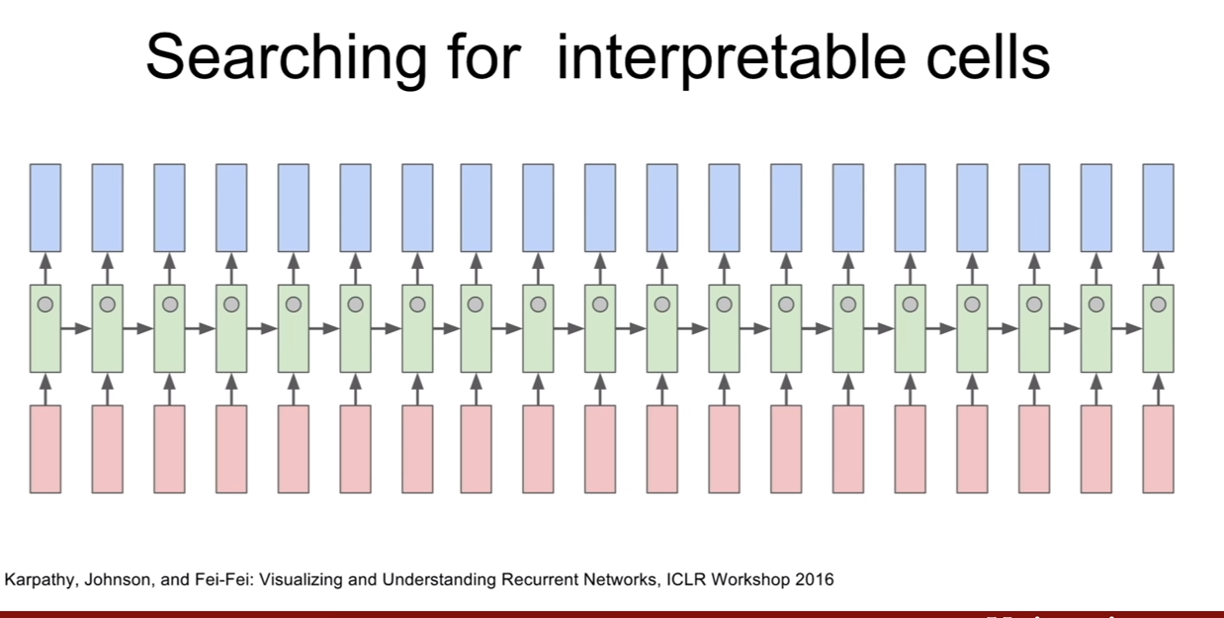 Searching for interpretable cells
Karpathy, Johnson, and Fei-Fei: Visualizing and Understanding Recurrent Networks, ICLR Workshop 2016